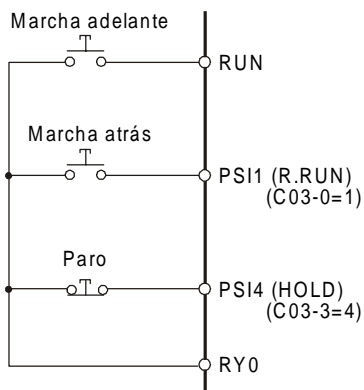 Marcha adelante
RUN
Marcha atrás
PSI1 (R.RUN)
(C03-0=1)
Paro
PSI4 (HOLD)
(C03-3=4)
RY0